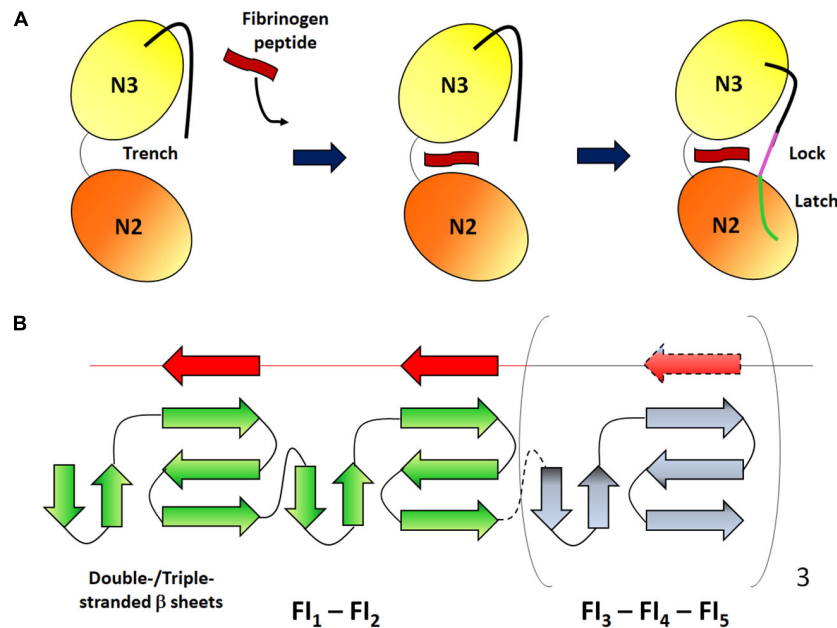 A
Fibrinogen
peptide
N3
N3
N3
Trench
Lock
Latch
N2
N2
N2
B
3
Double-/Triple-
stranded β sheets
FI₁ – FI₂
FI₃ – FI₄ – FI₅